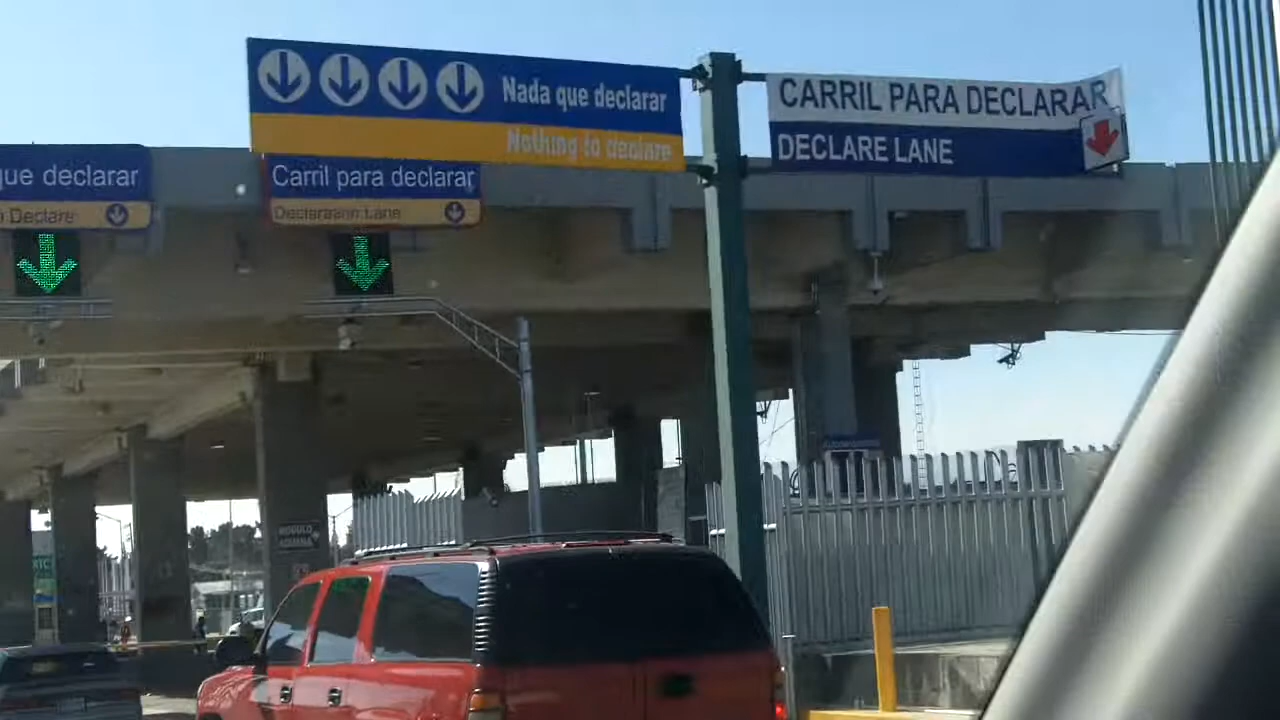 Nada que declarar
Nothing to declare
CARRIL PARA DECLARAR
DECLARE LANE
que declarar
Declare
Carril para declarar
Declaration Lane
MODULO
ADUANA